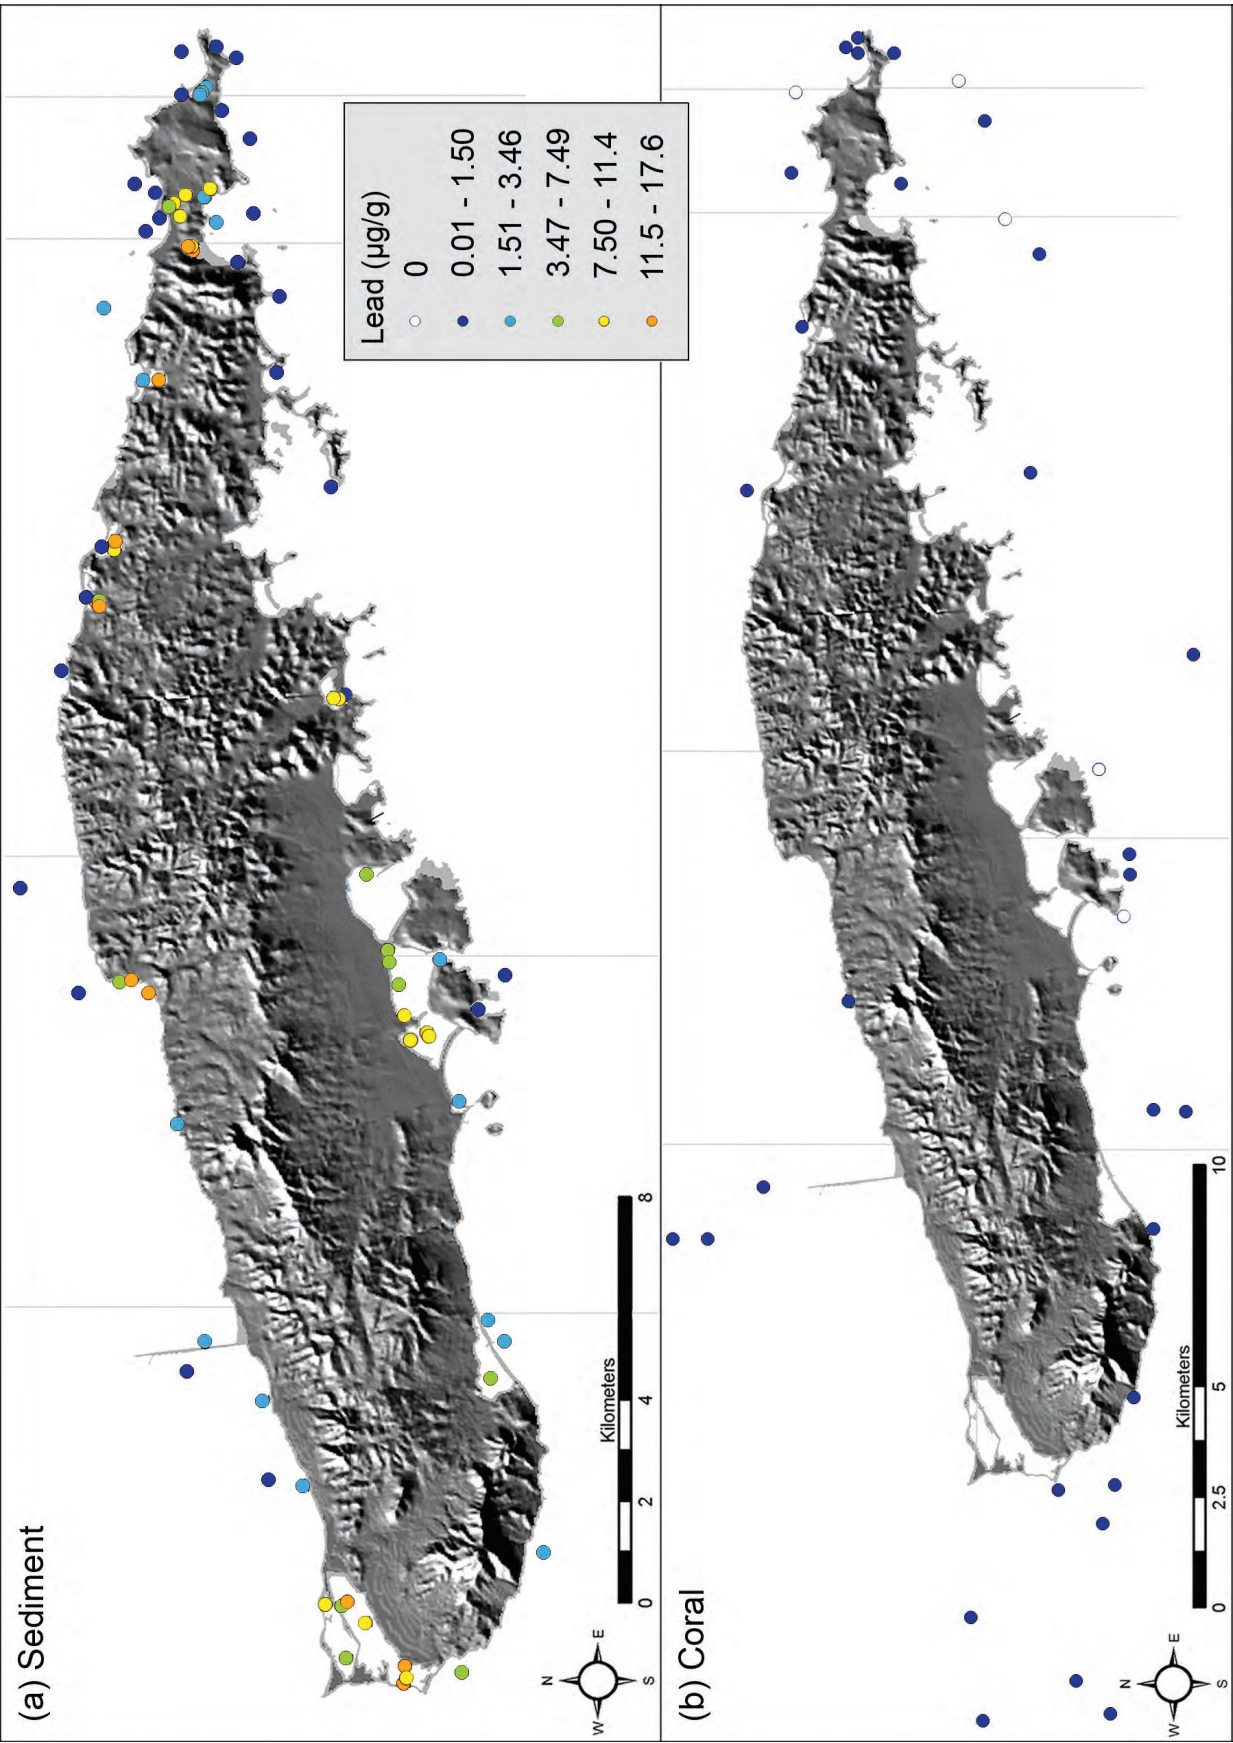 (a) Sediment
N
W
E
S
Kilometers
0
2
4
8
Lead (µg/g)
0
0.01 - 1.50
1.51 - 3.46
3.47 - 7.49
7.50 - 11.4
11.5 - 17.6
(b) Coral
N
W
E
S
Kilometers
0
2.5
5
10